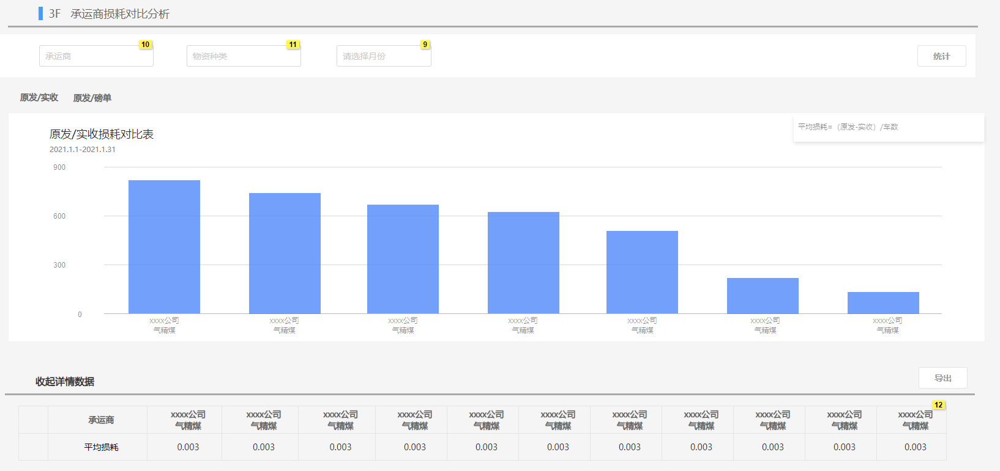 3F 承运商损耗对比分析
承运商 10 物资种类 11 请选择月份 9 统计
原发/实收 原发/磅单
原发/实收损耗对比表
平均损耗=（原发-实收）/车数
2021.1.1-2021.1.31
900
600
300
0
xxxx公司 xxxx公司 xxxx公司 xxxx公司 xxxx公司 xxxx公司 xxxx公司
气精煤 气精煤 气精煤 气精煤 气精煤 气精煤 气精煤
收起详情数据 导出
12
承运商 xxxx公司 xxxx公司 xxxx公司 xxxx公司 xxxx公司 xxxx公司 xxxx公司 xxxx公司 xxxx公司 xxxx公司 xxxx公司
气精煤 气精煤 气精煤 气精煤 气精煤 气精煤 气精煤 气精煤 气精煤 气精煤 气精煤
平均损耗 0.003 0.003 0.003 0.003 0.003 0.003 0.003 0.003 0.003 0.003 0.003